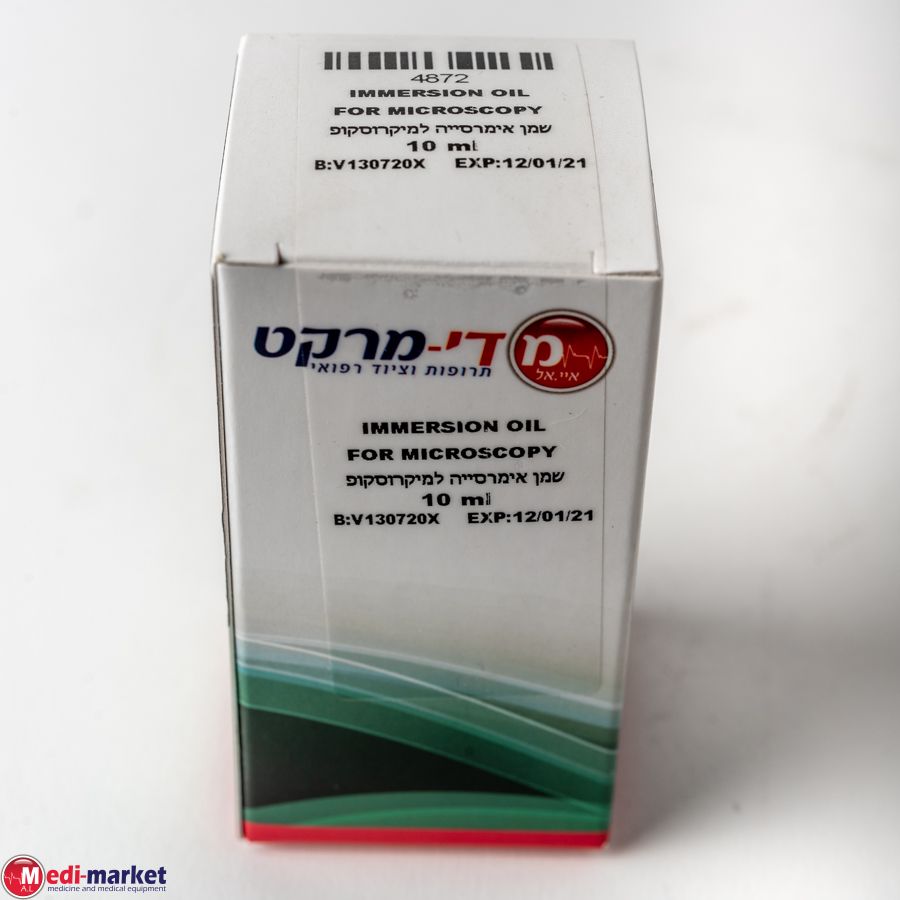 4872
IMMERSION OIL
FOR MICROSCOPY
שמן אימרסייה למיקרוסקופ
10 ml
B:V130720X EXP:12/01/21
מדי-מרקט
איי.אל
תרופות וציוד רפואי
IMMERSION OIL
FOR MICROSCOPY
שמן אימרסייה למיקרוסקופ
10 ml
B:V130720X EXP:12/01/21
Medi-market
A.L
medicine and medical equipment